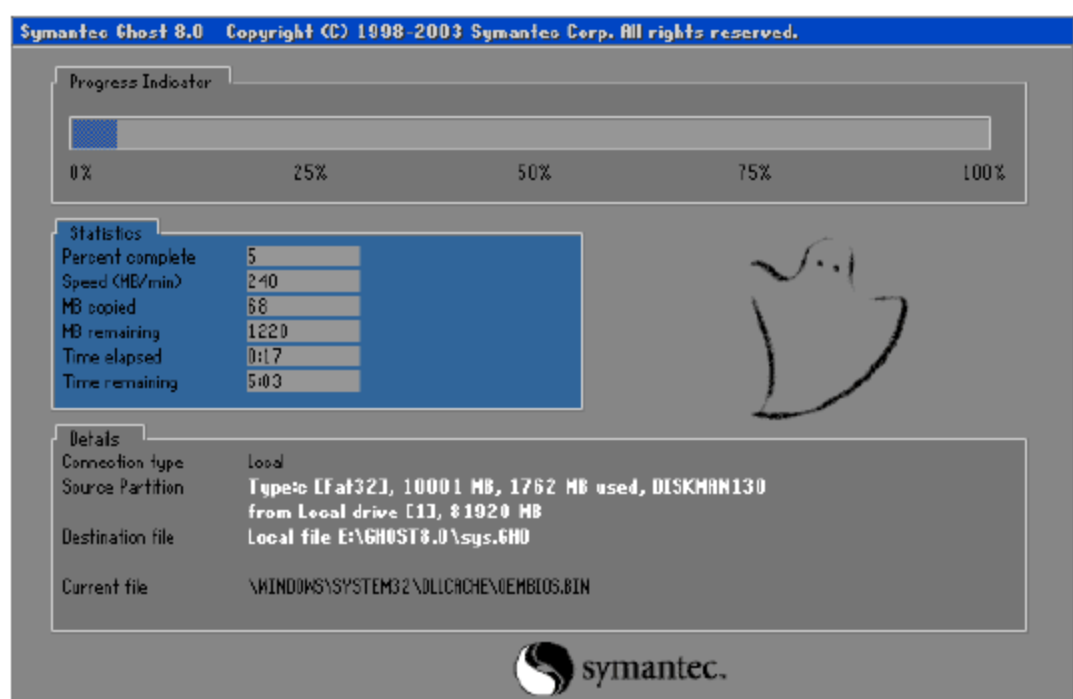 Symantec Ghost 8.0 Copyright (C) 1998-2003 Symantec Corp. All rights reserved.
Progress Indicator
0% 25% 50% 75% 100%
Statistics
Percent complete 5
Speed (MB/min) 240
MB copied 68
MB remaining 1220
Time elapsed 0:17
Time remaining 5:03
Details
Connection type Local
Source Partition Type:c [Fat32], 10001 MB, 1762 MB used, DISKMAN130
from Local drive [1], 81920 MB
Destination file Local file E:\GHOST8.0\sys.GHO
Current file \WINDOWS\SYSTEM32\DLLCACHE\OEMBIOS.BIN
symantec.